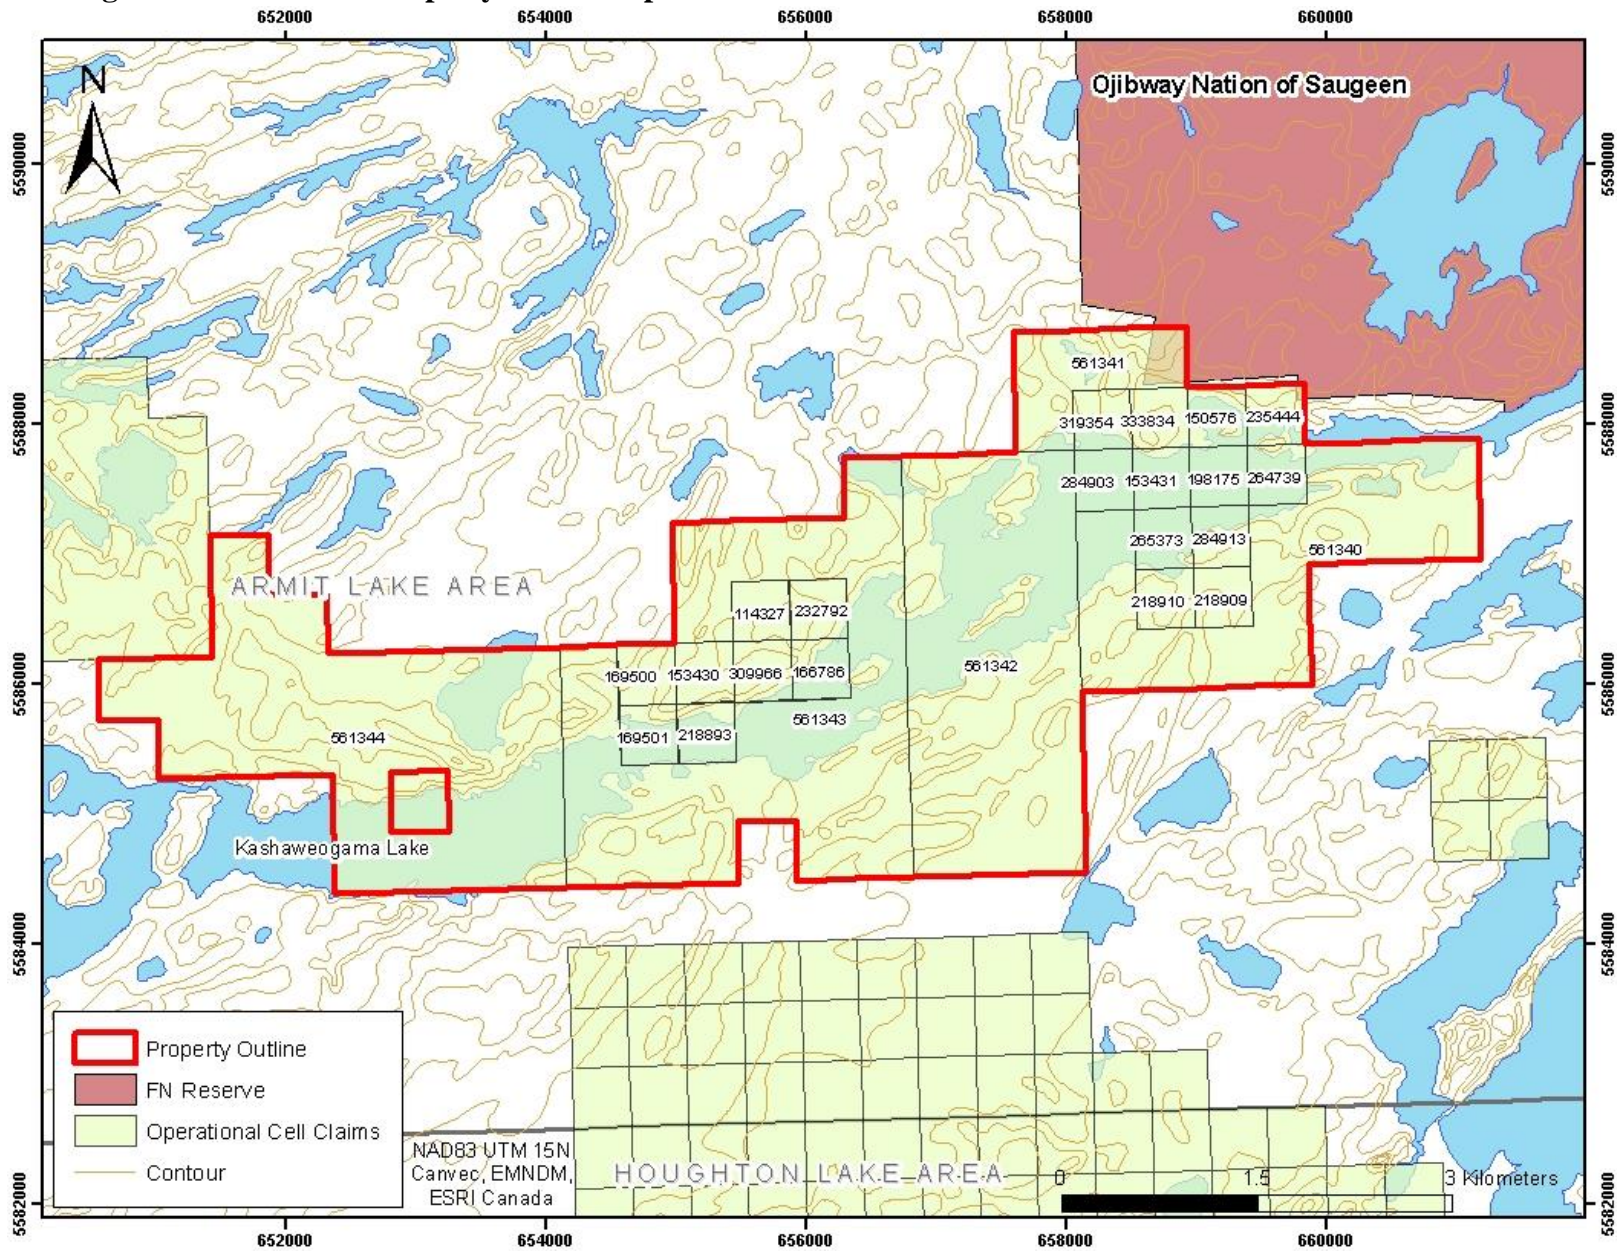 652000 654000 656000 658000 660000
N
Ojibway Nation of Saugeen
5590000 5590000
561341
319354 333834 150576 235444
5588000 5588000
284903 153431 198175 264739
265373 284913
561340
ARMIT LAKE AREA
114327 232792
218910 218909
169500 153430 309966 166786
561342
5586000 5586000
561343
561344
169501 218893
Kashaweogama Lake
5584000 5584000
Property Outline
FN Reserve
Operational Cell Claims
Contour
NAD83 UTM 15N
Canvec, EMNDM,
ESRI Canada
HOUGHTON LAKE AREA
0 1.5 3 Kilometers
5582000 5582000
652000 654000 656000 658000 660000